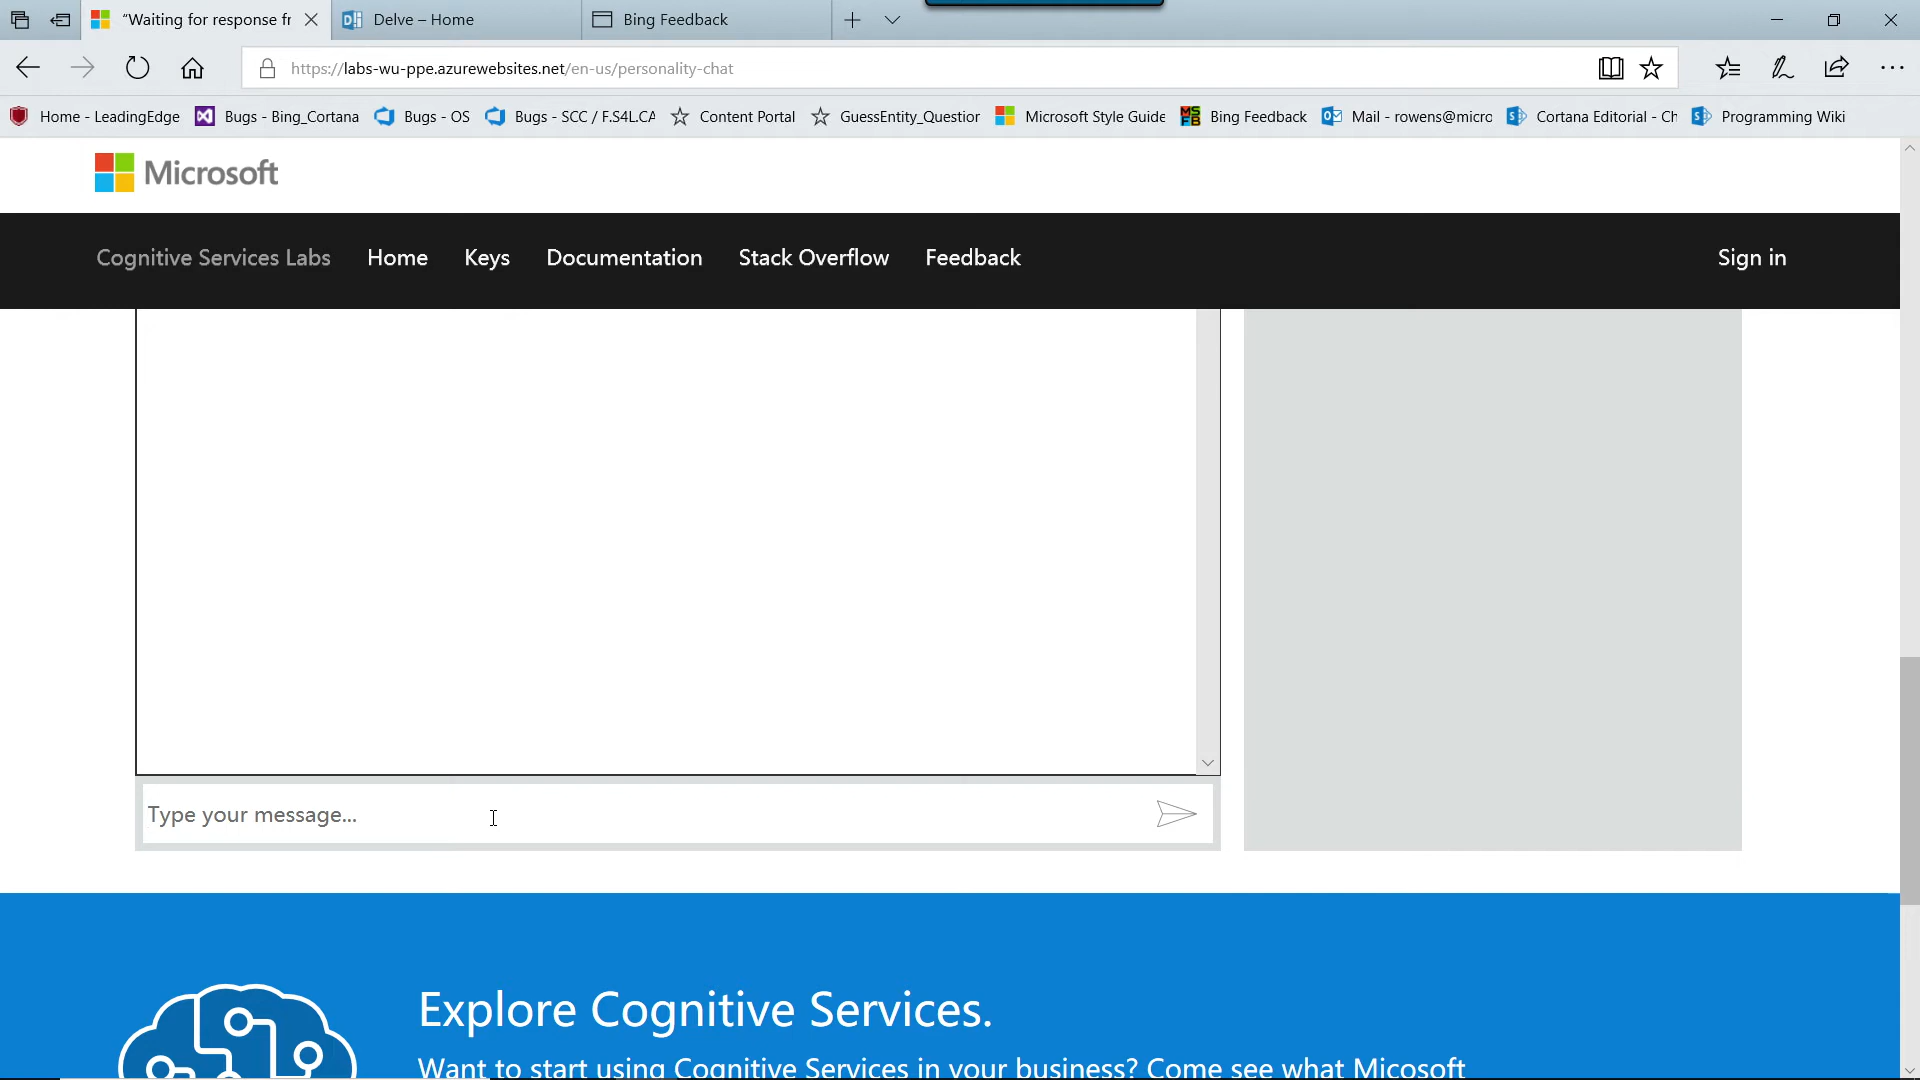 “Waiting for response fr
Delve – Home
Bing Feedback
https://labs-wu-ppe.azurewebsites.net/en-us/personality-chat
Home - LeadingEdge
Bugs - Bing_Cortana
Bugs - OS
Bugs - SCC / F.S4L.CA
Content Portal
GuessEntity_Question
Microsoft Style Guide
Bing Feedback
Mail - rowens@micro
Cortana Editorial - Ch
Programming Wiki
Microsoft
Cognitive Services Labs
Home
Keys
Documentation
Stack Overflow
Feedback
Sign in
Type your message...
Explore Cognitive Services.
Want to start using Cognitive Services in your business? Come see what Micosoft